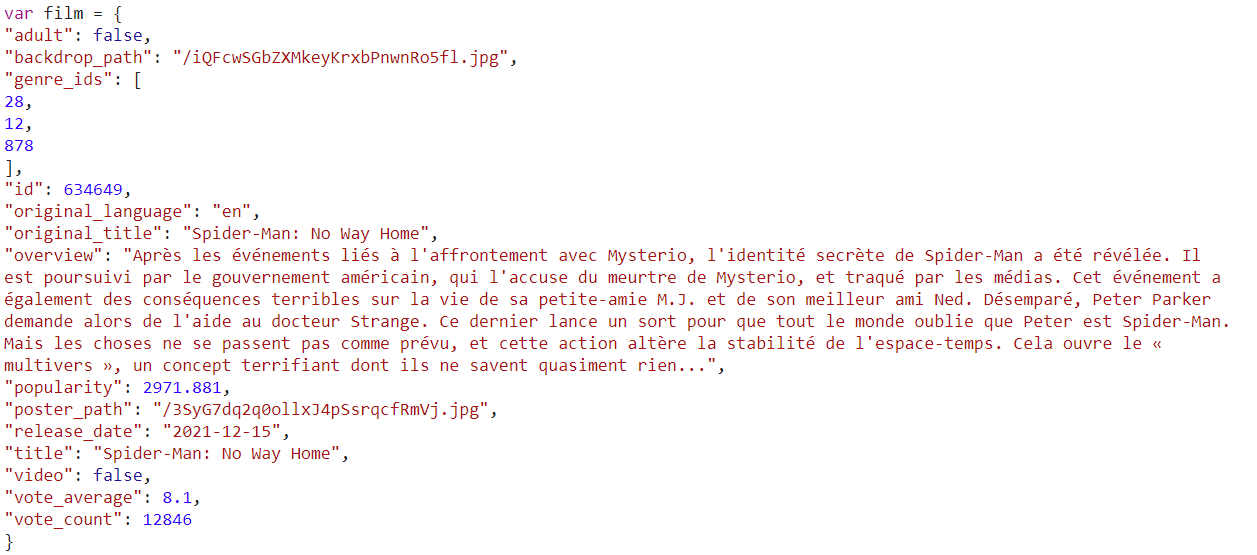 var film = {
"adult": false,
"backdrop_path": "/iQFcwSGbZXMkeyKrxbPnwnRo5fl.jpg",
"genre_ids": [
28,
12,
878
],
"id": 634649,
"original_language": "en",
"original_title": "Spider-Man: No Way Home",
"overview": "Après les événements liés à l'affrontement avec Mysterio, l'identité secrète de Spider-Man a été révélée. Il
est poursuivi par le gouvernement américain, qui l'accuse du meurtre de Mysterio, et traqué par les médias. Cet événement a
également des conséquences terribles sur la vie de sa petite-amie M.J. et de son meilleur ami Ned. Désemparé, Peter Parker
demande alors de l'aide au docteur Strange. Ce dernier lance un sort pour que tout le monde oublie que Peter est Spider-Man.
Mais les choses ne se passent pas comme prévu, et cette action altère la stabilité de l'espace-temps. Cela ouvre le «
multivers », un concept terrifiant dont ils ne savent quasiment rien...",
"popularity": 2971.881,
"poster_path": "/3SyG7dq2q0ollxJ4pSsrqcfRmVj.jpg",
"release_date": "2021-12-15",
"title": "Spider-Man: No Way Home",
"video": false,
"vote_average": 8.1,
"vote_count": 12846
}